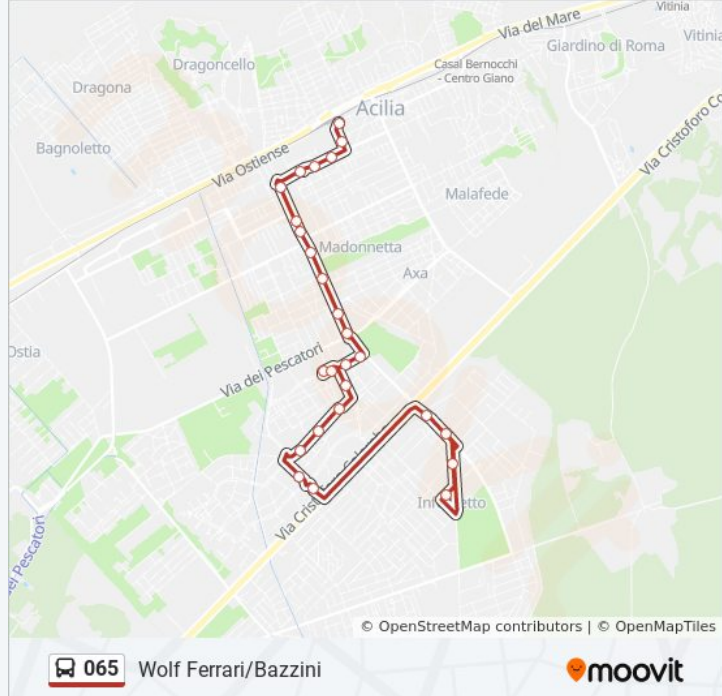 Vitinia
Via del Mare
Giardino di Roma
Vitinia
Dragoncello
Casal Bernocchi
- Centro Giano
Dragona
Acilia
Via Cristoforo Co
Bagnoletto
Via Ostiense
Malafede
Madonnetta
Axa
Ostia
Via dei Pescatori
Via Cristoforo Colomb
Infernetto
dei Pescatori
© OpenStreetMap contributors | © OpenMapTiles
065 Wolf Ferrari/Bazzini
moovit